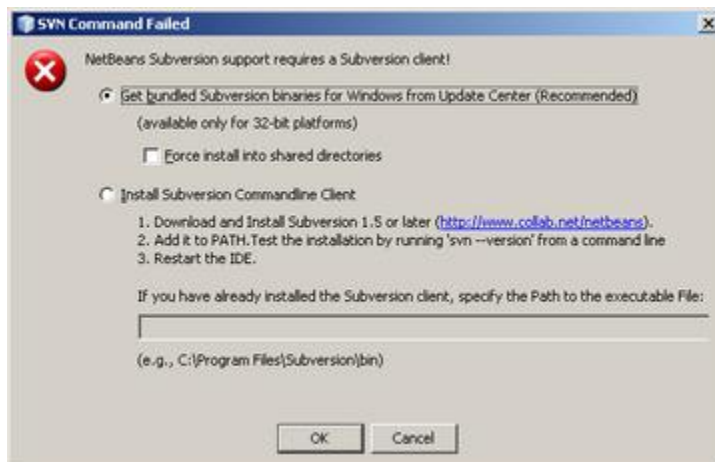 SVN Command Failed
NetBeans Subversion support requires a Subversion client!
Get bundled Subversion binaries for Windows from Update Center (Recommended)
(available only for 32-bit platforms)
Force install into shared directories
Install Subversion Commandline Client
1. Download and Install Subversion 1.5 or later (http://www.collab.net/netbeans).
2. Add it to PATH.Test the installation by running 'svn --version' from a command line
3. Restart the IDE.
If you have already installed the Subversion client, specify the Path to the executable File:
(e.g., C:\Program Files\Subversion\bin)
OK Cancel